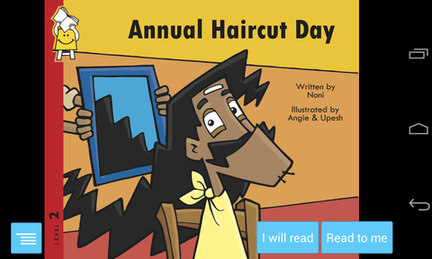 Annual Haircut Day
Written by
Noni
Illustrated by
Angie & Upesh
LEVEL 2
I will read
Read to me